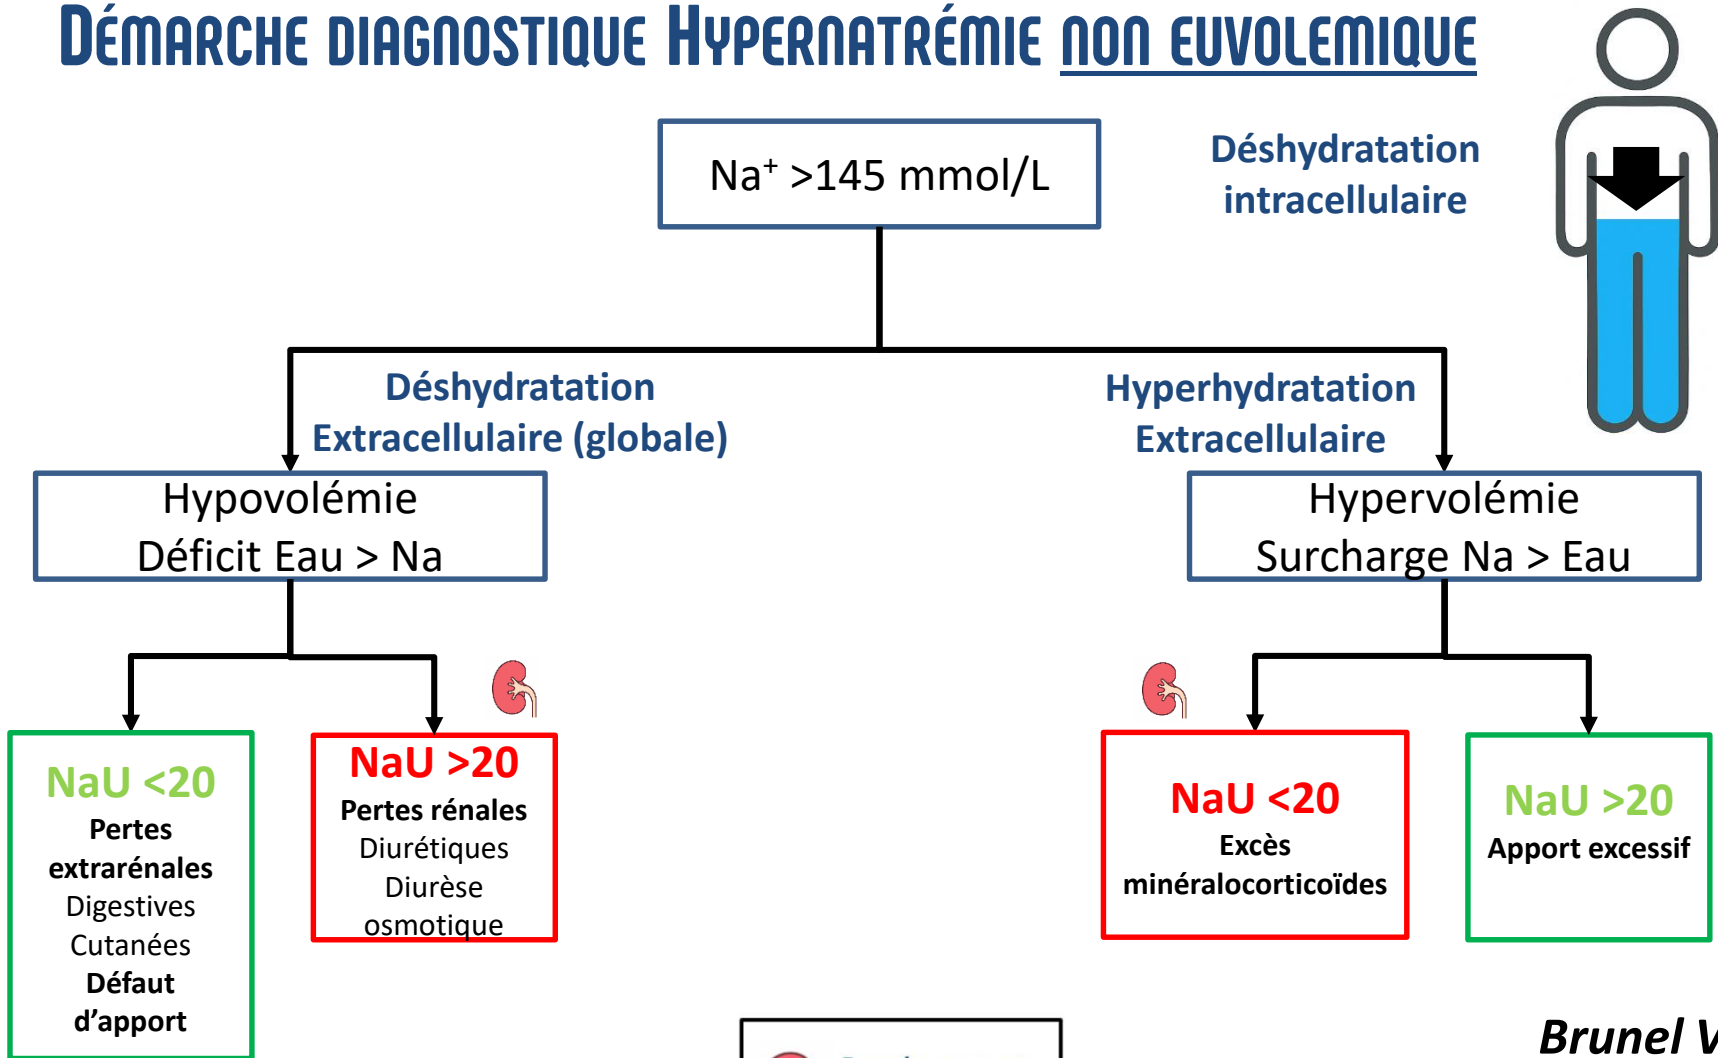 DÉMARCHE DIAGNOSTIQUE HYPERNATRÉMIE NON EUVOLEMIQUE
Na⁺ >145 mmol/L
Déshydratation
intracellulaire
Déshydratation
Extracellulaire (globale)
Hyperhydratation
Extracellulaire
Hypovolémie
Déficit Eau > Na
Hypervolémie
Surcharge Na > Eau
NaU <20
Pertes
extrarénales
Digestives
Cutanées
Défaut
d'apport
NaU >20
Pertes rénales
Diurétiques
Diurèse
osmotique
NaU <20
Excès
minéralocorticoïdes
NaU >20
Apport excessif
Brunel V